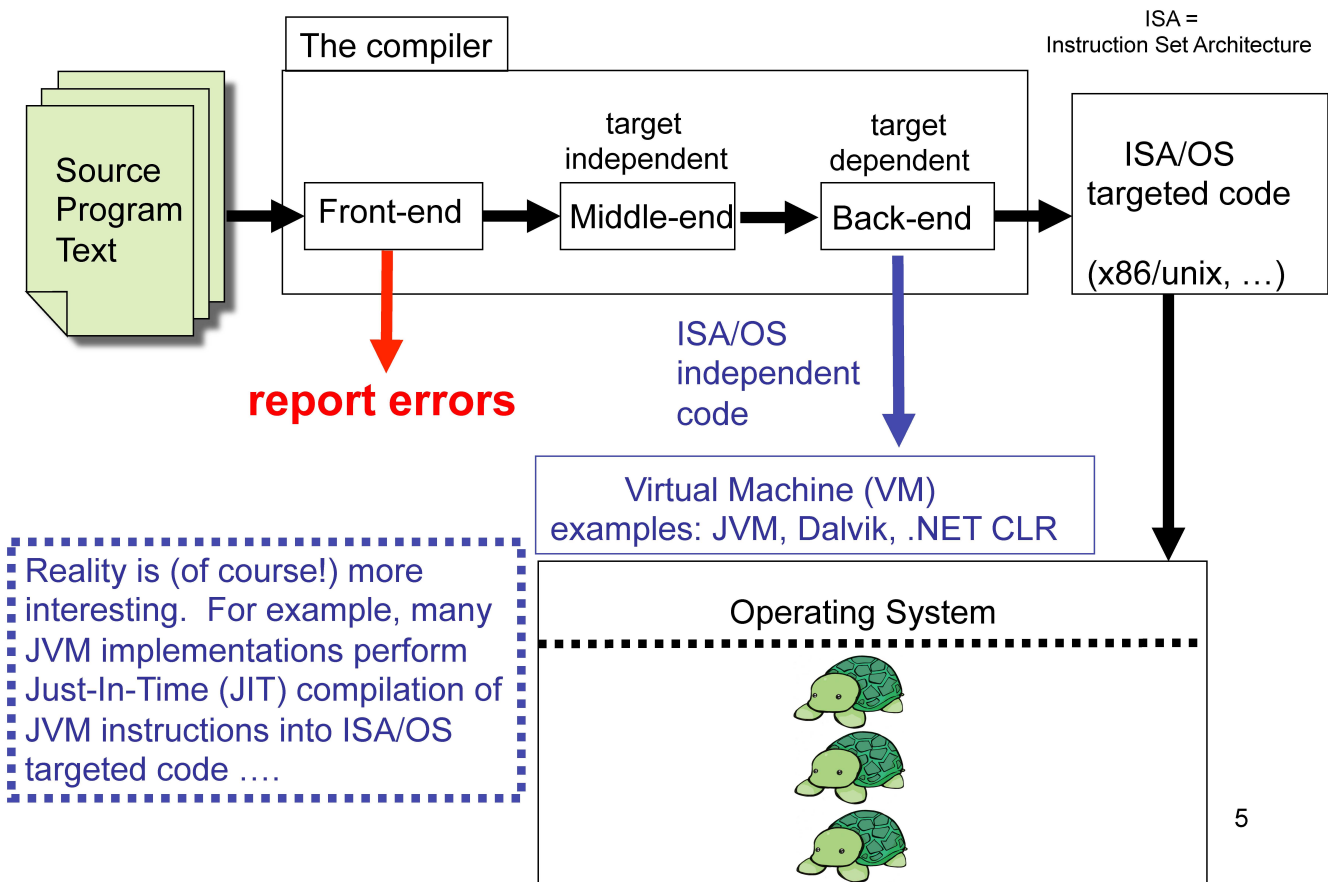 ISA =
Instruction Set Architecture
The compiler
Source
Program
Text
Front-end
target
independent
Middle-end
target
dependent
Back-end
ISA/OS
targeted code
(x86/unix, …)
report errors
ISA/OS
independent
code
Virtual Machine (VM)
examples: JVM, Dalvik, .NET CLR
Reality is (of course!) more
interesting.  For example, many
JVM implementations perform
Just-In-Time (JIT) compilation of
JVM instructions into ISA/OS
targeted code ….
Operating System
5